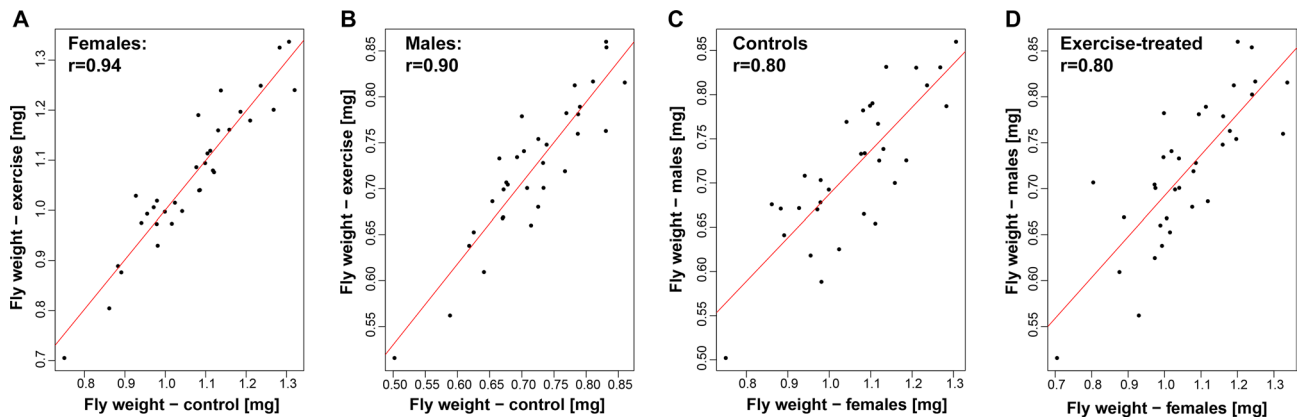 A
Females:
r=0.94
Fly weight – exercise [mg]
1.3
1.2
1.1
1.0
0.9
0.8
0.7
0.8 0.9 1.0 1.1 1.2 1.3
Fly weight – control [mg]
B
Males:
r=0.90
Fly weight – exercise [mg]
0.85
0.80
0.75
0.70
0.65
0.60
0.55
0.50 0.55 0.60 0.65 0.70 0.75 0.80 0.85
Fly weight – control [mg]
C
Controls
r=0.80
Fly weight – males [mg]
0.85
0.80
0.75
0.70
0.65
0.60
0.55
0.50
0.8 0.9 1.0 1.1 1.2 1.3
Fly weight – females [mg]
D
Exercise-treated
r=0.80
Fly weight – males [mg]
0.85
0.80
0.75
0.70
0.65
0.60
0.55
0.7 0.8 0.9 1.0 1.1 1.2 1.3
Fly weight – females [mg]